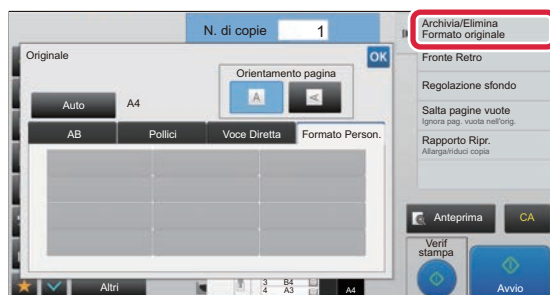 N. di copie 1
Originale
OK
Orientamento pagina
A A
Auto A4
AB Pollici Voce Diretta Formato Person.
Altri
3 B4
4 A3
A4
Archivia/Elimina
Formato originale
Fronte Retro
Regolazione sfondo
Salta pagine vuote
Ignora pag. vuota nell'orig.
Rapporto Ripr.
Allarga/riduci copia
Anteprima CA
Verif
stampa
Avvio